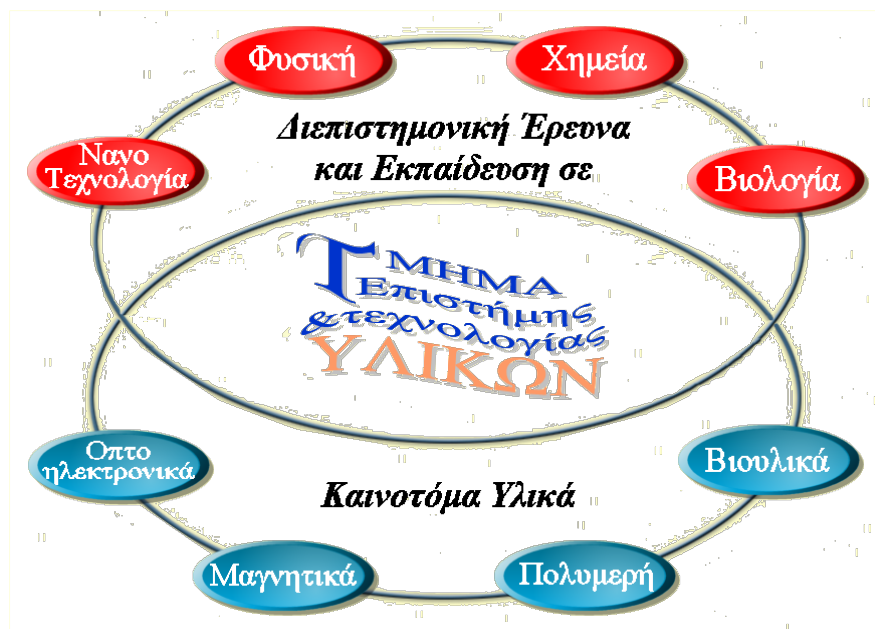 Φυσική
Χημεία
Διεπιστημονική Έρευνα
και Εκπαίδευση σε
Νανο
Τεχνολογία
Βιολογία
ΤΜΗΜΑ
Επιστήμης
&τεχνολογίας
ΥΛΙΚΩΝ
Οπτο
ηλεκτρονικά
Βιουλικά
Καινοτόμα Υλικά
Μαγνητικά
Πολυμερή